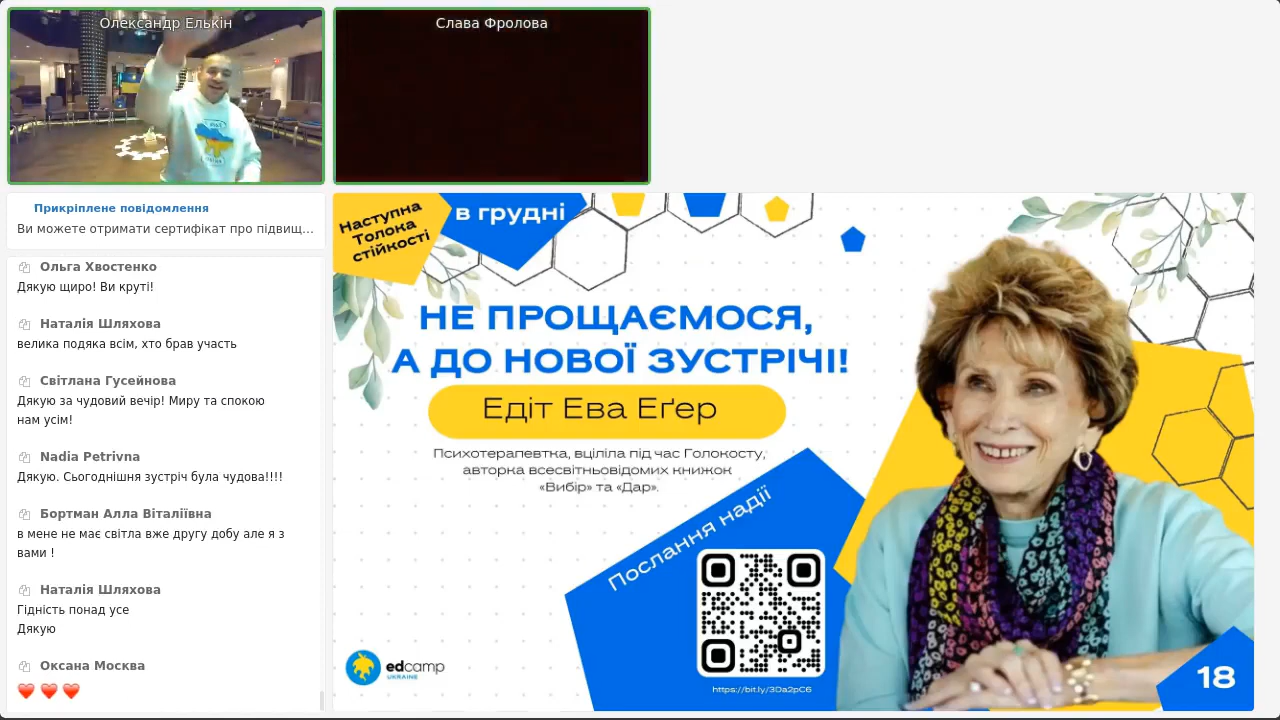 Олександр Елькін
Слава Фролова
Прикріплене повідомлення
Ви можете отримати сертифікат про підвищ...
Ольга Хвостенко
Дякую щиро! Ви круті!
Наталія Шляхова
велика подяка всім, хто брав участь
Світлана Гусейнова
Дякую за чудовий вечір! Миру та спокою
нам усім!
Nadia Petrivna
Дякую. Сьогоднішня зустріч була чудова!!!!
Бортман Алла Віталіївна
в мене не має світла вже другу добу але я з
вами !
Наталія Шляхова
Гідність понад усе
Дякую
Оксана Москва
Наступна
Толока
стійкості
в грудні
НЕ ПРОЩАЄМОСЯ,
А ДО НОВОЇ ЗУСТРІЧІ!
Едіт Ева Еґер
Психотерапевтка, вціліла під час Голокосту,
авторка всесвітньовідомих книжок
«Вибір» та «Дар».
Послання надії
https://bit.ly/3Da2pC6
edcamp
UKRAINE
18